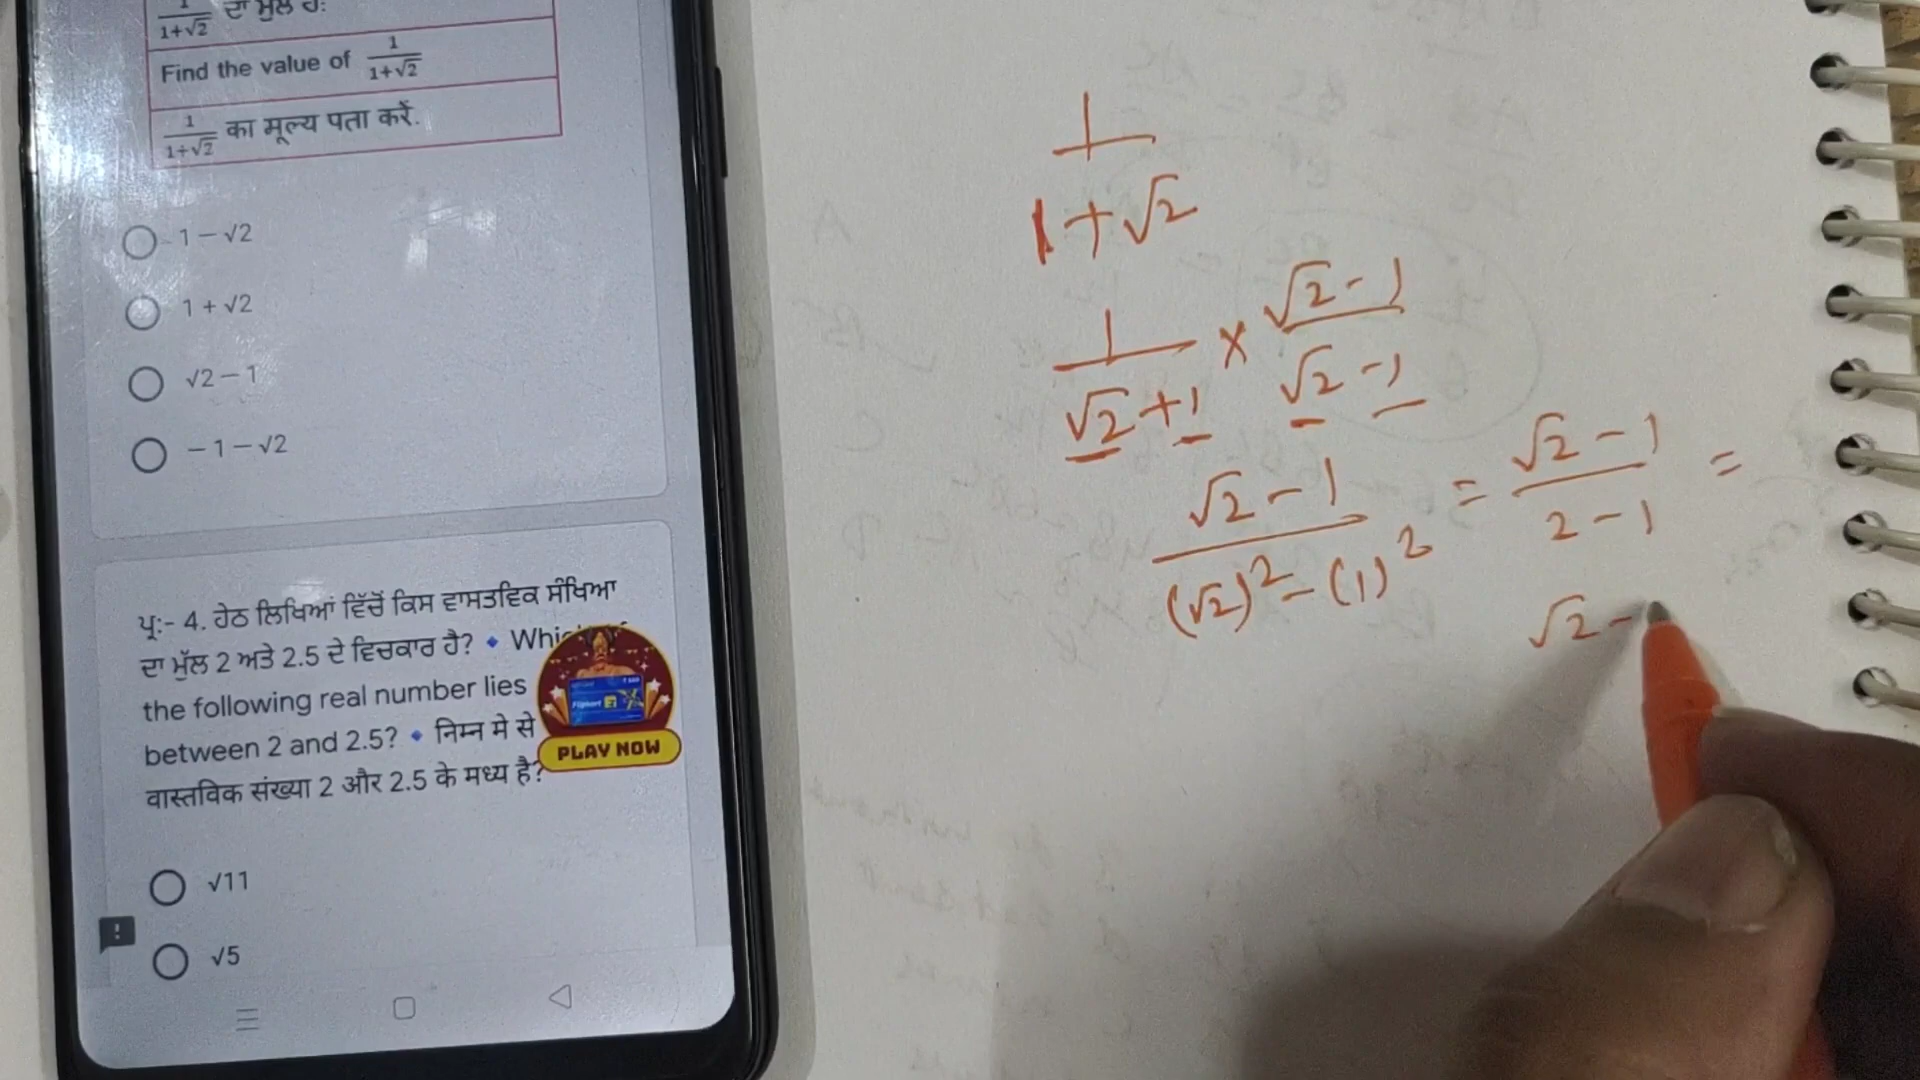 1/(1+√2) ਦਾ ਮੁੱਲ ਹੈ:
Find the value of 1/(1+√2)
1/(1+√2) का मूल्य पता करें.
1 − √2
1 + √2
√2 − 1
− 1 − √2
ਪ੍ਰ:- 4. ਹੇਠ ਲਿਖਿਆਂ ਵਿੱਚੋਂ ਕਿਸ ਵਾਸਤਵਿਕ ਸੰਖਿਆ
ਦਾ ਮੁੱਲ 2 ਅਤੇ 2.5 ਦੇ ਵਿਚਕਾਰ ਹੈ? 🔹
the following real number lies
between 2 and 2.5? 🔹 निम्न मे से
वास्तविक संख्या 2 और 2.5 के मध्य है?
PLAY NOW
√11
√5
1
1 + √2
1/(√2 + 1) × (√2 - 1)/(√2 - 1)
(√2 - 1)/((√2)² - (1)²) = (√2 - 1)/(2 - 1) =
√2 -